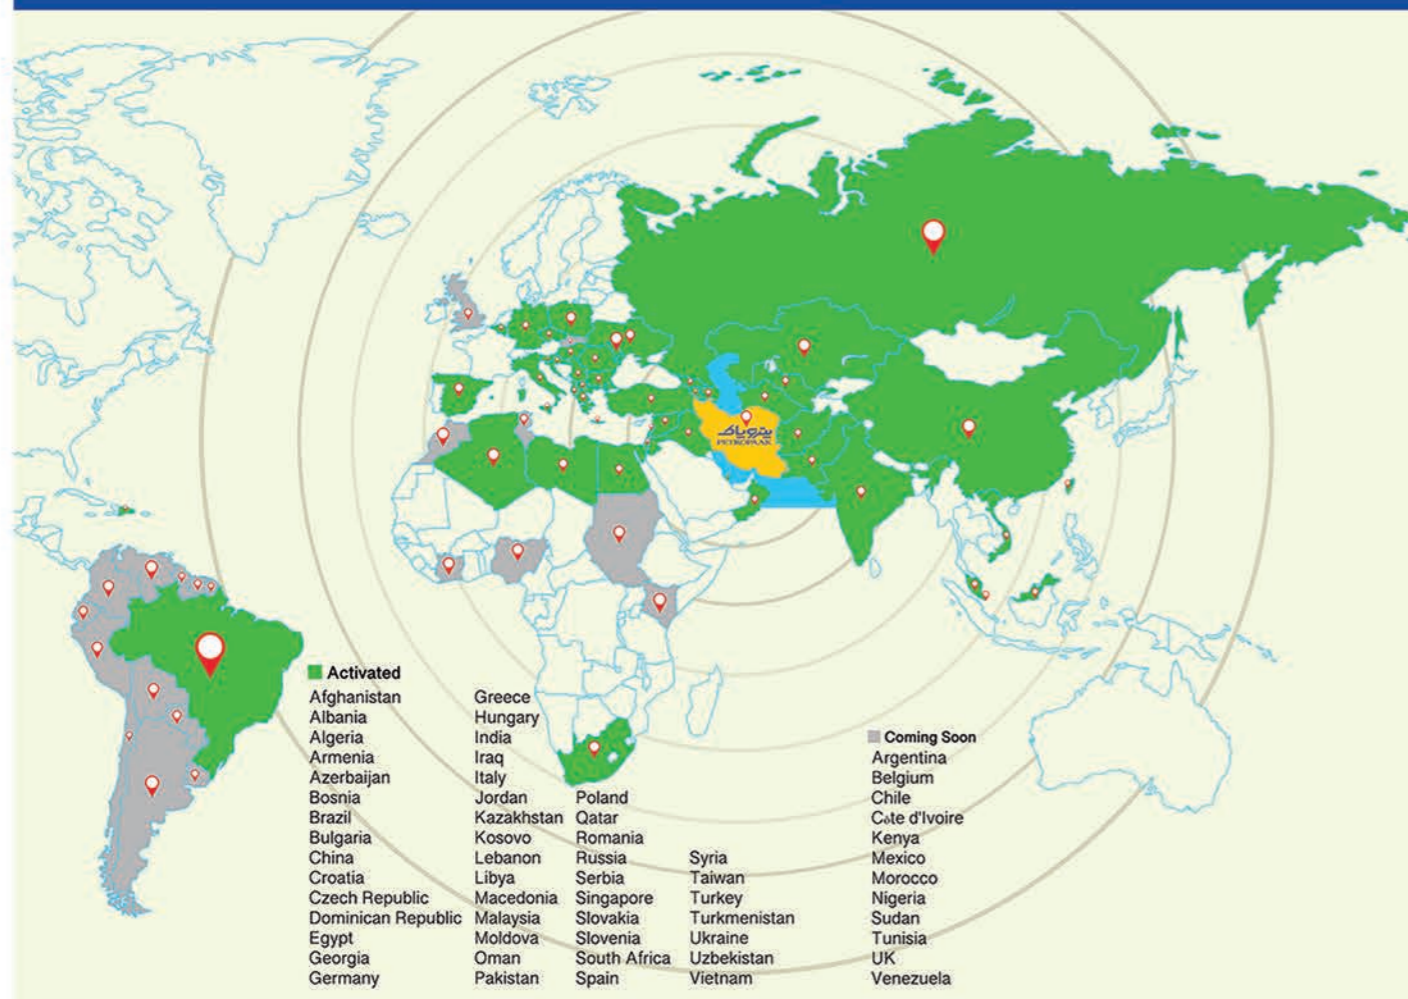 پتروپاک
PETROPAAK
Activated
Afghanistan
Albania
Algeria
Armenia
Azerbaijan
Bosnia
Brazil
Bulgaria
China
Croatia
Czech Republic
Dominican Republic
Egypt
Georgia
Germany
Greece
Hungary
India
Iraq
Italy
Jordan
Kazakhstan
Kosovo
Lebanon
Libya
Macedonia
Malaysia
Moldova
Oman
Pakistan
Poland
Qatar
Romania
Russia
Serbia
Singapore
Slovakia
Slovenia
South Africa
Spain
Syria
Taiwan
Turkey
Turkmenistan
Ukraine
Uzbekistan
Vietnam
Coming Soon
Argentina
Belgium
Chile
Côte d'Ivoire
Kenya
Mexico
Morocco
Nigeria
Sudan
Tunisia
UK
Venezuela